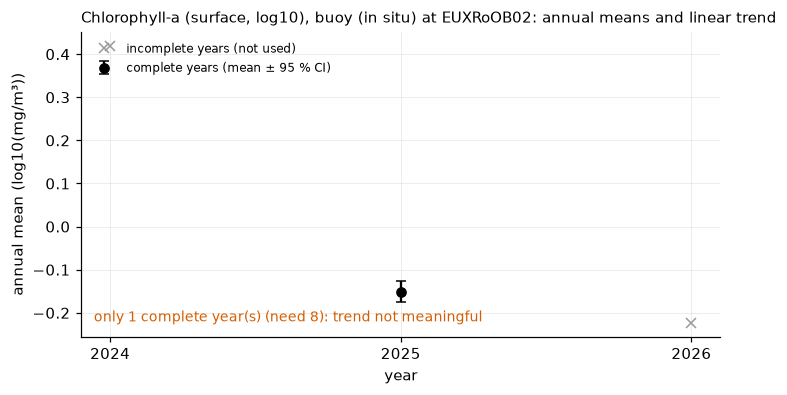 Chlorophyll-a (surface, log10), buoy (in situ) at EUXRoOB02: annual means and linear trend
incomplete years (not used)
complete years (mean ± 95 % CI)
annual mean (log10(mg/m³))
0.4
0.3
0.2
0.1
0.0
−0.1
−0.2
only 1 complete year(s) (need 8): trend not meaningful
2024 2025 2026
year